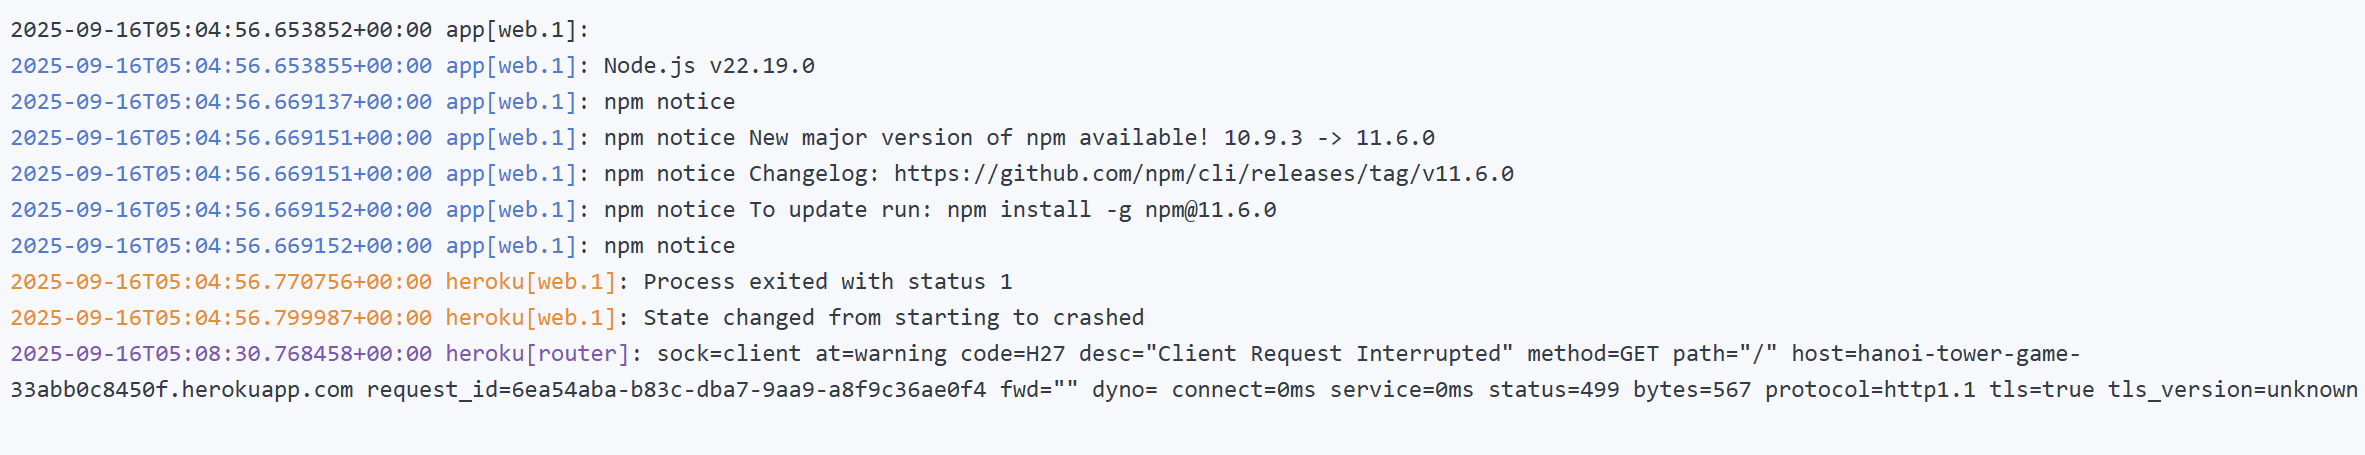 2025-09-16T05:04:56.653852+00:00 app[web.1]:
2025-09-16T05:04:56.653855+00:00 app[web.1]: Node.js v22.19.0
2025-09-16T05:04:56.669137+00:00 app[web.1]: npm notice
2025-09-16T05:04:56.669151+00:00 app[web.1]: npm notice New major version of npm available! 10.9.3 -> 11.6.0
2025-09-16T05:04:56.669151+00:00 app[web.1]: npm notice Changelog: https://github.com/npm/cli/releases/tag/v11.6.0
2025-09-16T05:04:56.669152+00:00 app[web.1]: npm notice To update run: npm install -g npm@11.6.0
2025-09-16T05:04:56.669152+00:00 app[web.1]: npm notice
2025-09-16T05:04:56.770756+00:00 heroku[web.1]: Process exited with status 1
2025-09-16T05:04:56.799987+00:00 heroku[web.1]: State changed from starting to crashed
2025-09-16T05:08:30.768458+00:00 heroku[router]: sock=client at=warning code=H27 desc="Client Request Interrupted" method=GET path="/" host=hanoi-tower-game-
33abb0c8450f.herokuapp.com request_id=6ea54aba-b83c-dba7-9aa9-a8f9c36ae0f4 fwd="" dyno= connect=0ms service=0ms status=499 bytes=567 protocol=http1.1 tls=true tls_version=unknown